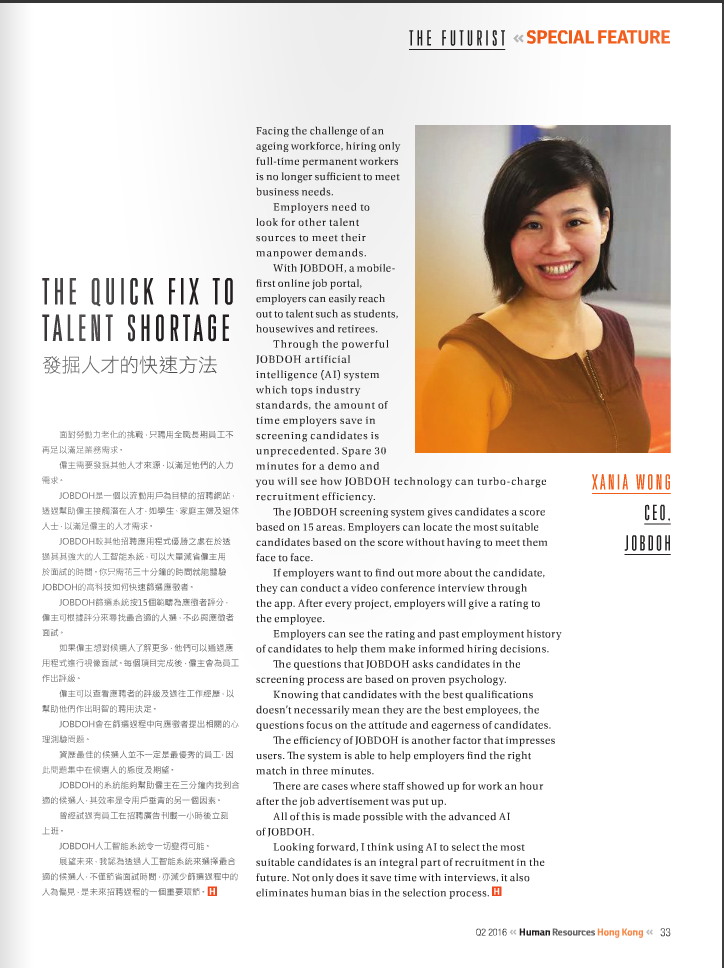 THE FUTURIST «SPECIAL FEATURE
THE QUICK FIX TO
TALENT SHORTAGE
發掘人才的快速方法
面對勞動力老化的挑戰，只聘用全職長期員工不
再足以滿足業務需求。
僱主需要發掘其他人才來源，以滿足他們的人力
需求。
JOBDOH是一個以流動用戶為目標的招聘網站，
透過幫助僱主接觸潛在人才，如學生、家庭主婦及退休
人士，以滿足僱主的人才需求。
JOBDOH較其他招聘應用程式優勝之處在於透
過其強大的人工智能系統，可以大量減省僱主用
於面試的時間。你只需花三十分鐘的時間就能體驗
JOBDOH的高科技如何快速篩選應徵者。
JOBDOH篩選系統按15個範疇為應徵者評分，
僱主可根據評分來尋找最合適的人選，不必與應徵者
面試。
如果僱主想對候選人了解更多，他們可以透過應
用程式進行視像面試。每個項目完成後，僱主會為員工
作出評級。
僱主可以查看應聘者的評級及過往工作經歷，以
幫助他們作出明智的聘用決定。
JOBDOH會在篩選過程中向應徵者提出相關的心
理測驗問題。
資歷最佳的候選人並不一定是最優秀的員工，因
此問題集中在候選人的態度及期望。
JOBDOH的系統能夠幫助僱主在三分鐘內找到合
適的候選人，其效率是令用戶垂青的另一個因素。
曾經試過有員工在招聘廣告刊載一小時後立刻
上班。
JOBDOH人工智能系統令一切變得可能。
展望未來，我認為透過人工智能系統來選擇最合
適的候選人，不僅節省面試時間，亦減少篩選過程中的
人為偏見，是未來招聘過程的一個重要環節。H
Facing the challenge of an
ageing workforce, hiring only
full-time permanent workers
is no longer sufficient to meet
business needs.
Employers need to
look for other talent
sources to meet their
manpower demands.
With JOBDOH, a mobile-
first online job portal,
employers can easily reach
out to talent such as students,
housewives and retirees.
Through the powerful
JOBDOH artificial
intelligence (AI) system
which tops industry
standards, the amount of
time employers save in
screening candidates is
unprecedented. Spare 30
minutes for a demo and
you will see how JOBDOH technology can turbo-charge
recruitment efficiency.
The JOBDOH screening system gives candidates a score
based on 15 areas. Employers can locate the most suitable
candidates based on the score without having to meet them
face to face.
If employers want to find out more about the candidate,
they can conduct a video conference interview through
the app. After every project, employers will give a rating to
the employee.
Employers can see the rating and past employment history
of candidates to help them make informed hiring decisions.
The questions that JOBDOH asks candidates in the
screening process are based on proven psychology.
Knowing that candidates with the best qualifications
doesn't necessarily mean they are the best employees, the
questions focus on the attitude and eagerness of candidates.
The efficiency of JOBDOH is another factor that impresses
users. The system is able to help employers find the right
match in three minutes.
There are cases where staff showed up for work an hour
after the job advertisement was put up.
All of this is made possible with the advanced AI
of JOBDOH.
Looking forward, I think using AI to select the most
suitable candidates is an integral part of recruitment in the
future. Not only does it save time with interviews, it also
eliminates human bias in the selection process. H
XANIA WONG
CEO,
JOBDOH
Q2 2016 « Human Resources Hong Kong « 33